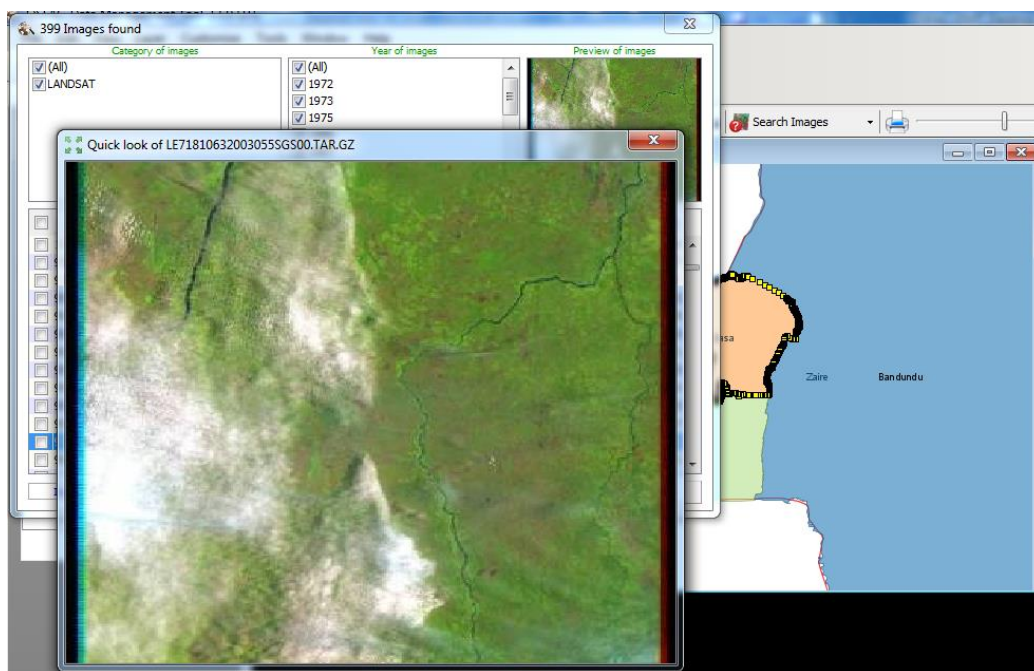 399 Images found
Category of images
Year of images
Preview of images
(All)
LANDSAT
(All)
1972
1973
1975
Search Images
Quick look of LE71810632003055SGS00.TAR.GZ
Zaire
Bandundu